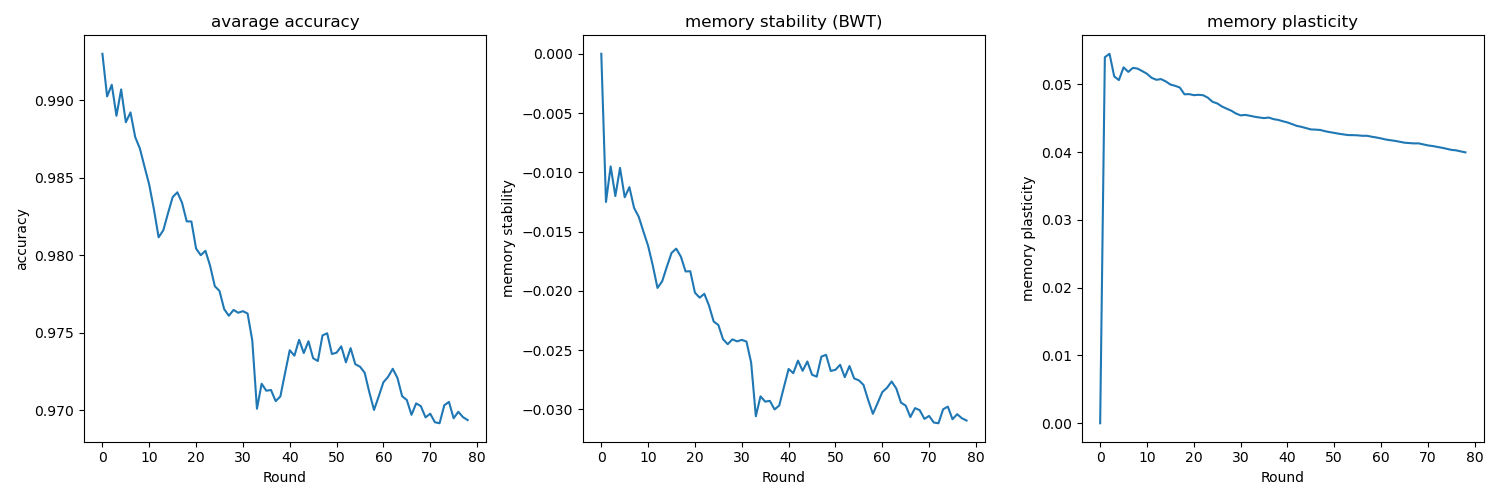 avarage accuracy
accuracy
0.990
0.985
0.980
0.975
0.970
0 10 20 30 40 50 60 70 80
Round
memory stability (BWT)
memory stability
0.000
−0.005
−0.010
−0.015
−0.020
−0.025
−0.030
0 10 20 30 40 50 60 70 80
Round
memory plasticity
memory plasticity
0.05
0.04
0.03
0.02
0.01
0.00
0 10 20 30 40 50 60 70 80
Round